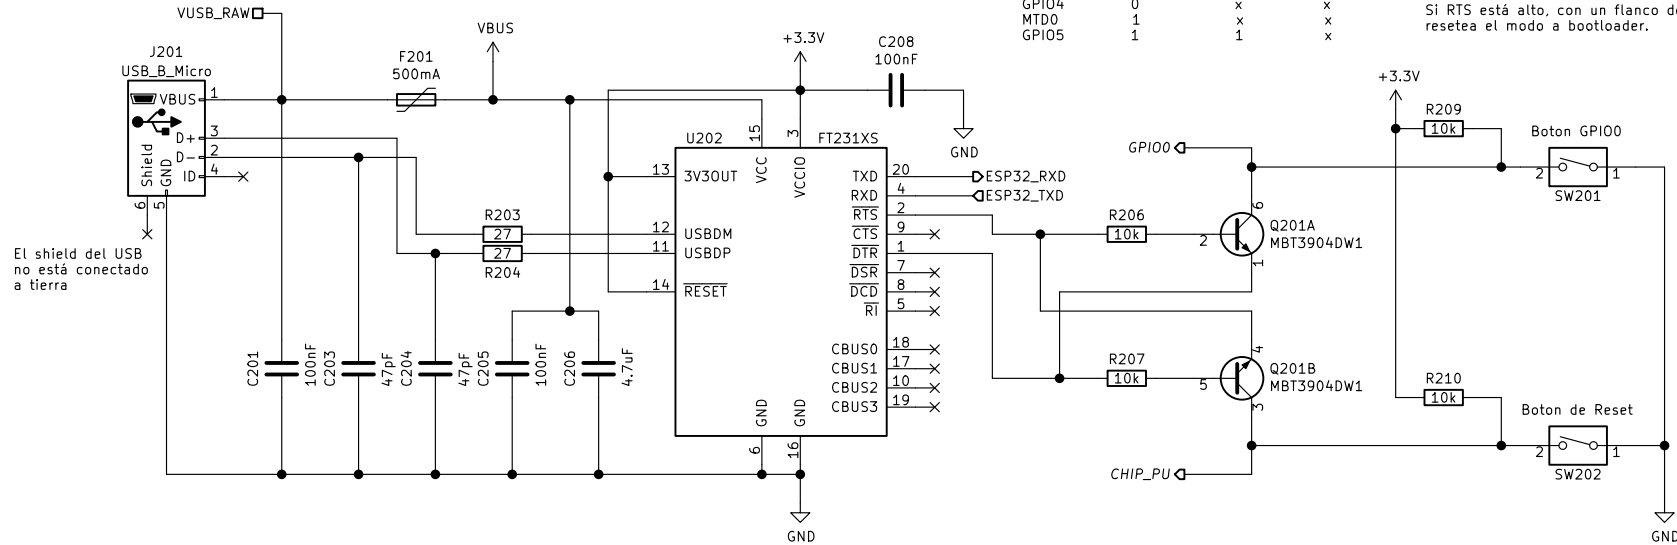 VUSB_RAW
J201
USB_B_Micro
VBUS 1
D+ 3
D- 2
ID 4
Shield
GND
6
5
El shield del USB
no está conectado
a tierra
F201
500mA
VBUS
+3.3V
C208
100nF
GND
GPIO4 0 x x
MTDO 1 x x
GPIO5 1 1 x
Si RTS está alto, con un flanco de
resetea el modo a bootloader.
U202
FT231XS
15
VCC
3
VCCIO
13 3V3OUT
R203
27
12 USBDM
27
R204
11 USBDP
14 RESET
TXD 20
ESP32_RXD
RXD 4
ESP32_TXD
RTS 2
CTS 9
DTR 1
DSR 7
DCD 8
RI 5
CBUS0 18
CBUS1 17
CBUS2 10
CBUS3 19
GND
6
GND
16
GND
C201
100nF
C203
47pF
C204
47pF
C205
100nF
C206
4.7uF
GPIO0
R206
10k
2
6
1
Q201A
MBT3904DW1
R207
10k
5
4
3
Q201B
MBT3904DW1
CHIP_PU
+3.3V
R209
10k
Boton GPIO0
2
1
SW201
R210
10k
Boton de Reset
2
1
SW202
GND